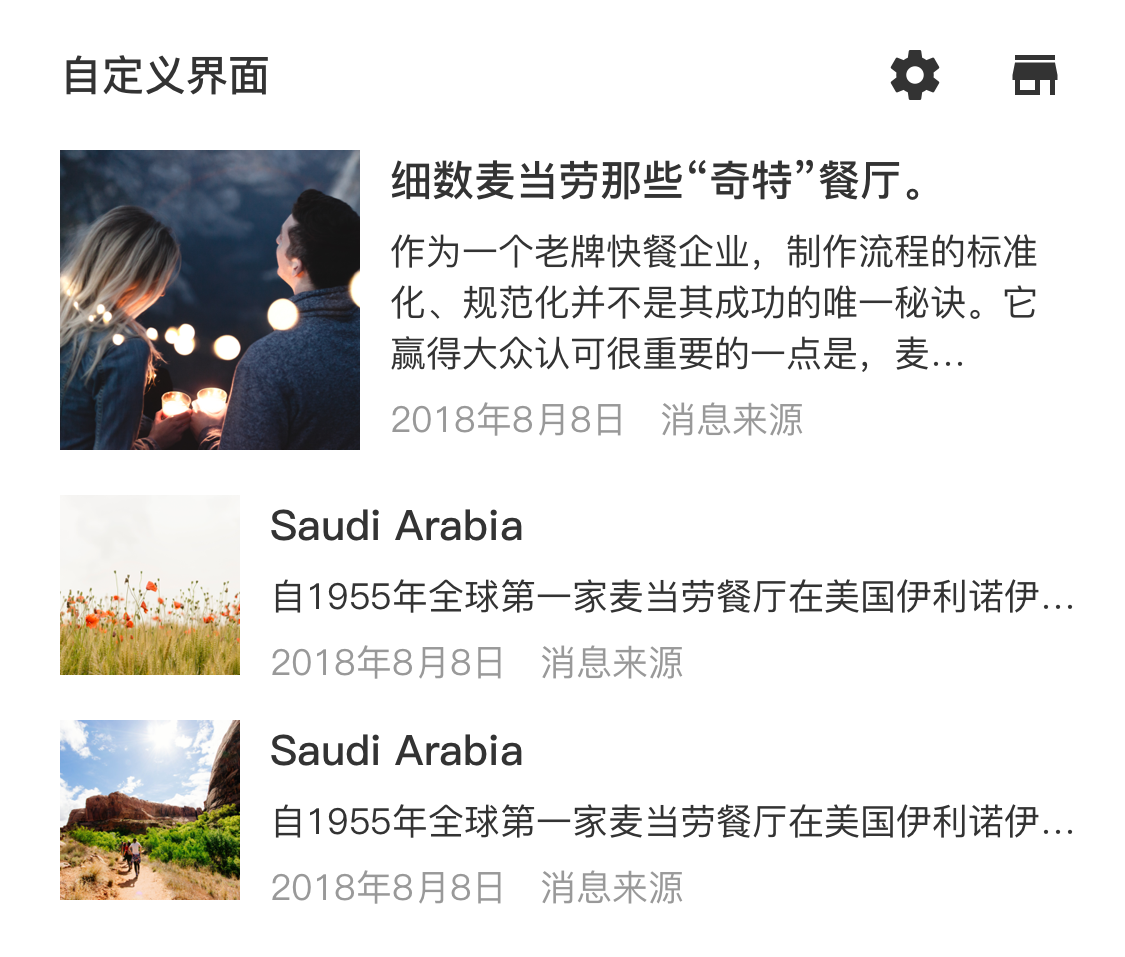 自定义界面
细数麦当劳那些“奇特”餐厅。
作为一个老牌快餐企业，制作流程的标准
化、规范化并不是其成功的唯一秘诀。它
赢得大众认可很重要的一点是，麦…
2018年8月8日 消息来源
Saudi Arabia
自1955年全球第一家麦当劳餐厅在美国伊利诺伊…
2018年8月8日 消息来源
Saudi Arabia
自1955年全球第一家麦当劳餐厅在美国伊利诺伊…
2018年8月8日 消息来源